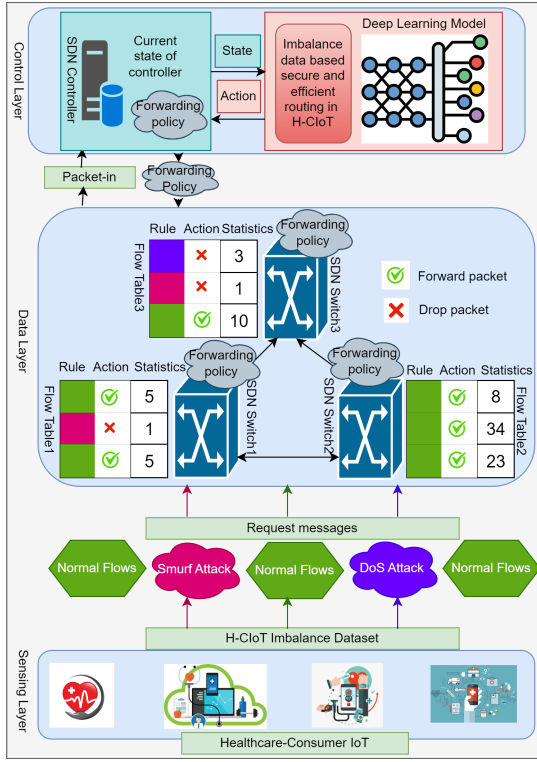 Control Layer
SDN Controller
Current
state of
controller
Forwarding
policy
State
Action
Deep Learning Model
Imbalance
data based
secure and
efficient
routing in
H-CIoT
Packet-in
Forwarding
Policy
Data Layer
Rule Action Statistics
Flow Table3
3
1
10
Forwarding
policy
SDN Switch3
Forward packet
Drop packet
Rule Action Statistics
Flow Table1
5
1
5
Forwarding
policy
SDN Switch1
Forwarding
policy
SDN Switch2
Rule Action Statistics
8
34
23
Flow Table2
Request messages
Normal Flows
Smurf Attack
Normal Flows
DoS Attack
Normal Flows
H-CIoT Imbalance Dataset
Sensing Layer
Healthcare-Consumer IoT